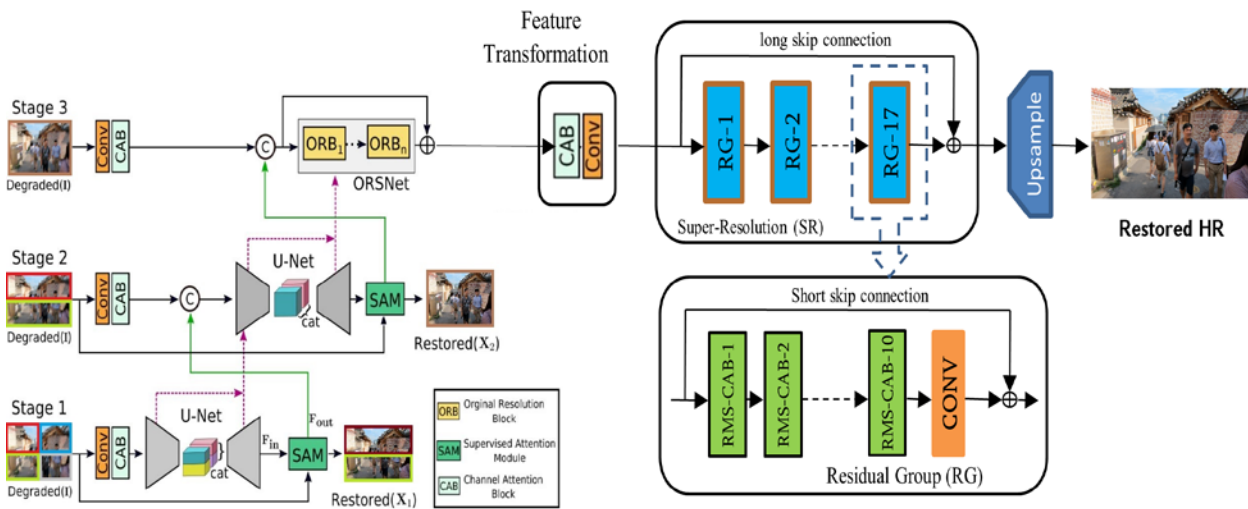 Feature
Transformation
long skip connection
Stage 3
Conv
CAB
C
ORB1
ORBn
ORSNet
Degraded(I)
CAB
Conv
RG-1
RG-2
RG-17
Super-Resolution (SR)
Upsample
Restored HR
Stage 2
Conv
CAB
C
U-Net
cat
SAM
Degraded(I)
Restored(X2)
Short skip connection
RMS-CAB-1
RMS-CAB-2
RMS-CAB-10
CONV
Residual Group (RG)
Stage 1
Conv
CAB
U-Net
cat
Fin
Fout
SAM
Degraded(I)
Restored(X1)
ORB
Orginal Resolution
Block
SAM
Supervised Attention
Module
CAB
Channel Attention
Block